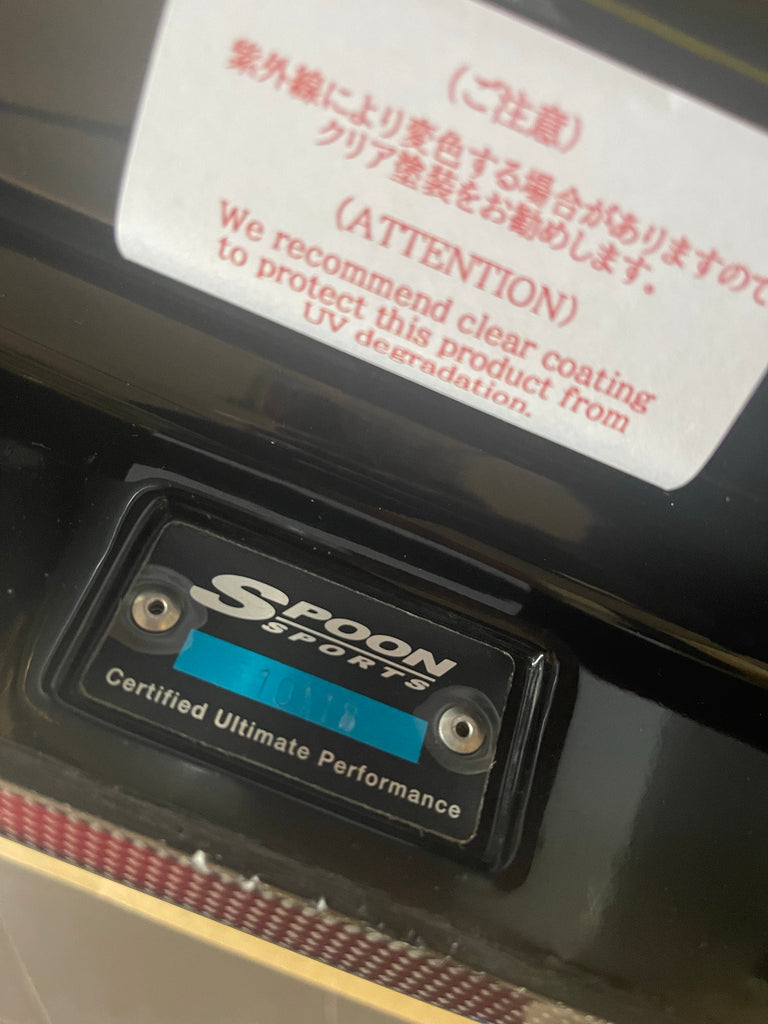 (ご注意)
紫外線により変色する場合がありますので
クリア塗装をお勧めします。
(ATTENTION)
We recommend clear coating
to protect this product from
UV degradation.
SPOON
SPORTS
Certified Ultimate Performance